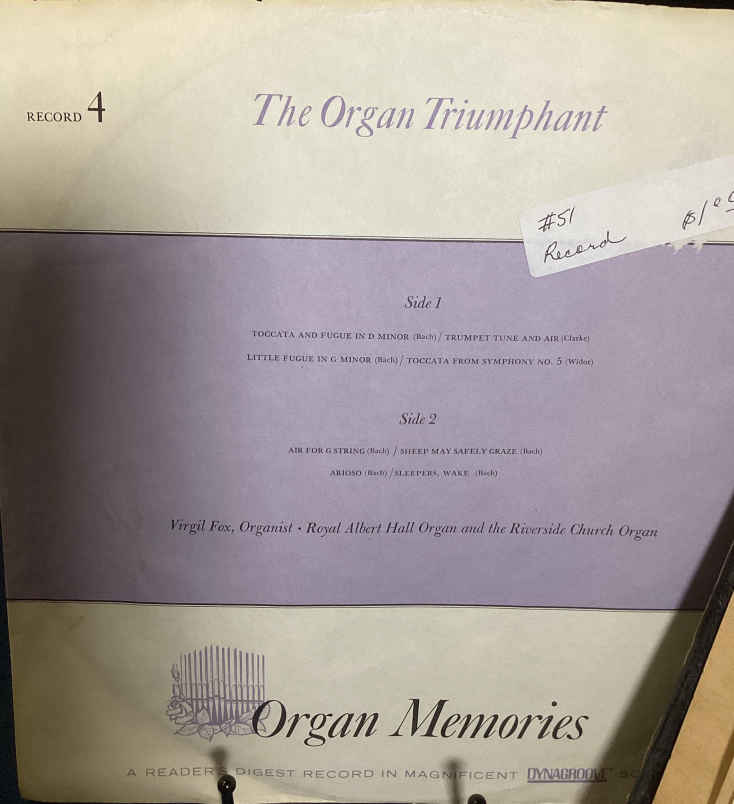 RECORD 4
The Organ Triumphant
#51
Record
Side 1
TOCCATA AND FUGUE IN D MINOR (Bach) / TRUMPET TUNE AND AIR (Clarke)
LITTLE FUGUE IN G MINOR (Bach) / TOCCATA FROM SYMPHONY NO. 5 (Widor)
Side 2
AIR FOR G STRING (Bach) / SHEEP MAY SAFELY GRAZE (Bach)
ARIOSO (Bach) / SLEEPERS, WAKE (Bach)
Virgil Fox, Organist • Royal Albert Hall Organ and the Riverside Church Organ
Organ Memories
A READER'S DIGEST RECORD IN MAGNIFICENT DYNAGROOVE